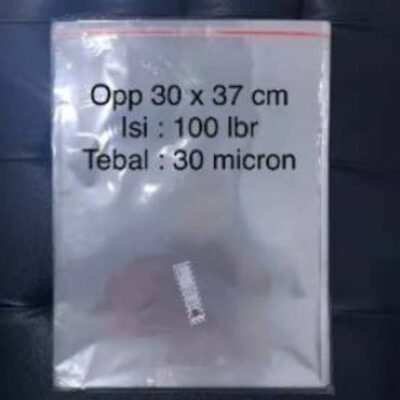 Opp 30 x 37 cm
Isi : 100 lbr
Tebal : 30 micron